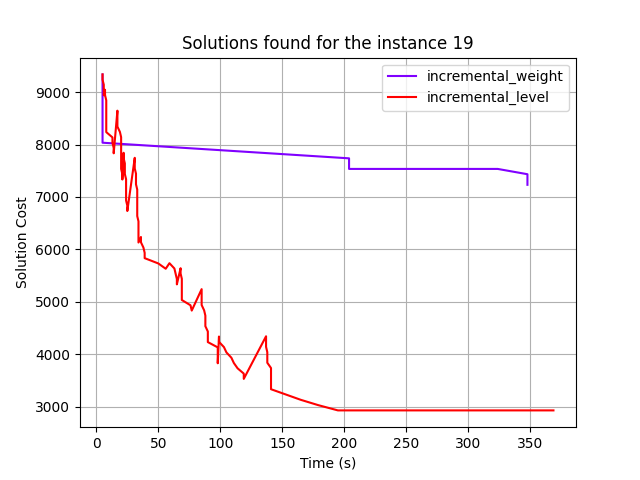 Solutions found for the instance 19
incremental_weight
incremental_level
Solution Cost
9000
8000
7000
6000
5000
4000
3000
0 50 100 150 200 250 300 350
Time (s)